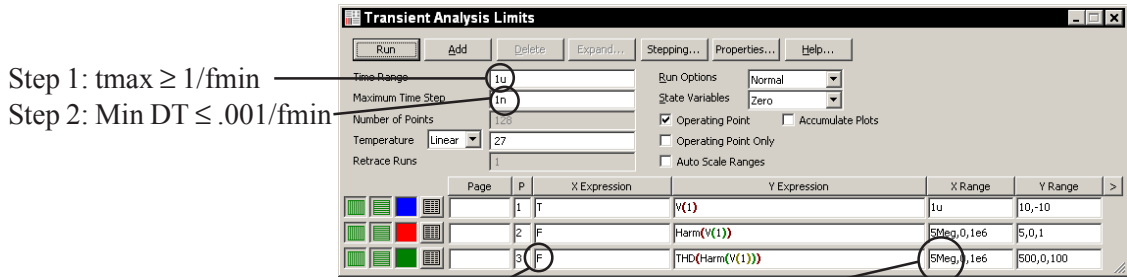 Transient Analysis Limits
Run Add Delete Expand... Stepping... Properties... Help...
Step 1: tmax ≥ 1/fmin
Time Range 1u Run Options Normal
Step 2: Min DT ≤ .001/fmin
Maximum Time Step 1n State Variables Zero
Number of Points 128 Operating Point Accumulate Plots
Temperature Linear 27 Operating Point Only
Retrace Runs 1 Auto Scale Ranges
Page P X Expression Y Expression X Range Y Range >
1 T V(1) 1u 10,-10
2 F Harm(V(1)) 5Meg,0,1e6 5,0,1
3 F THD(Harm(V(1))) 5Meg,0,1e6 500,0,100